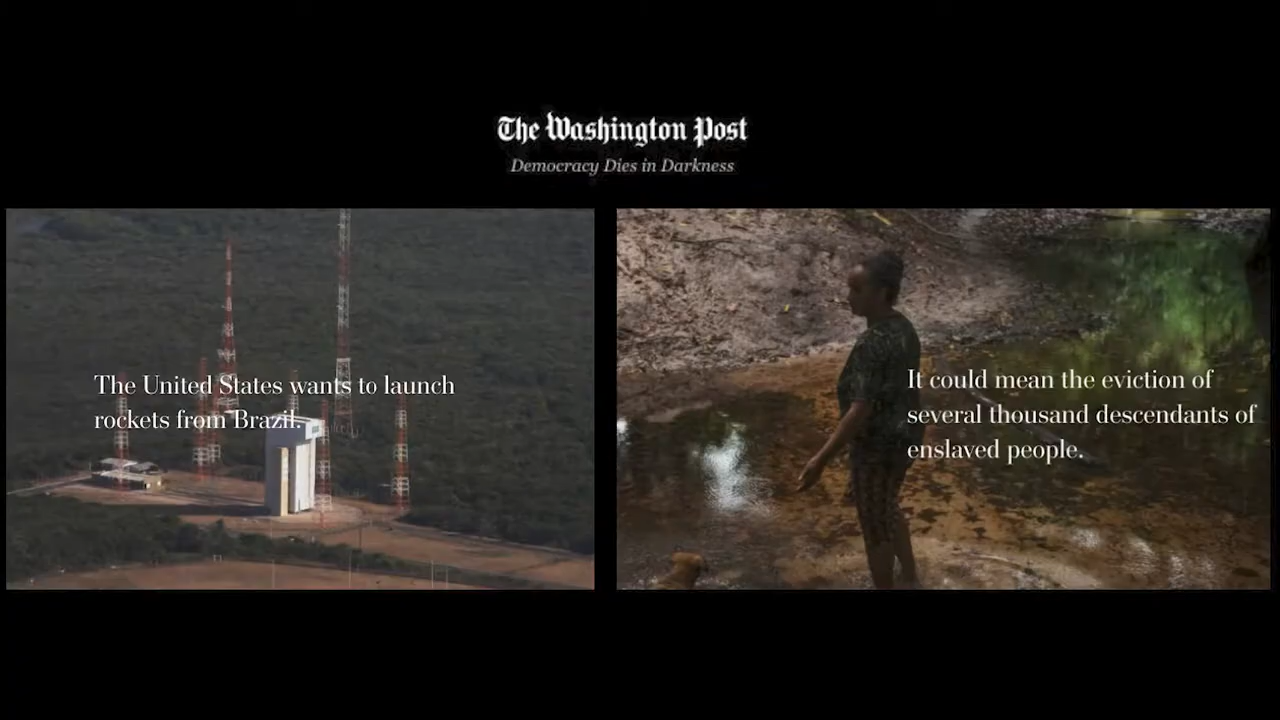 The Washington Post
Democracy Dies in Darkness
The United States wants to launch
rockets from Brazil.
It could mean the eviction of
several thousand descendants of
enslaved people.